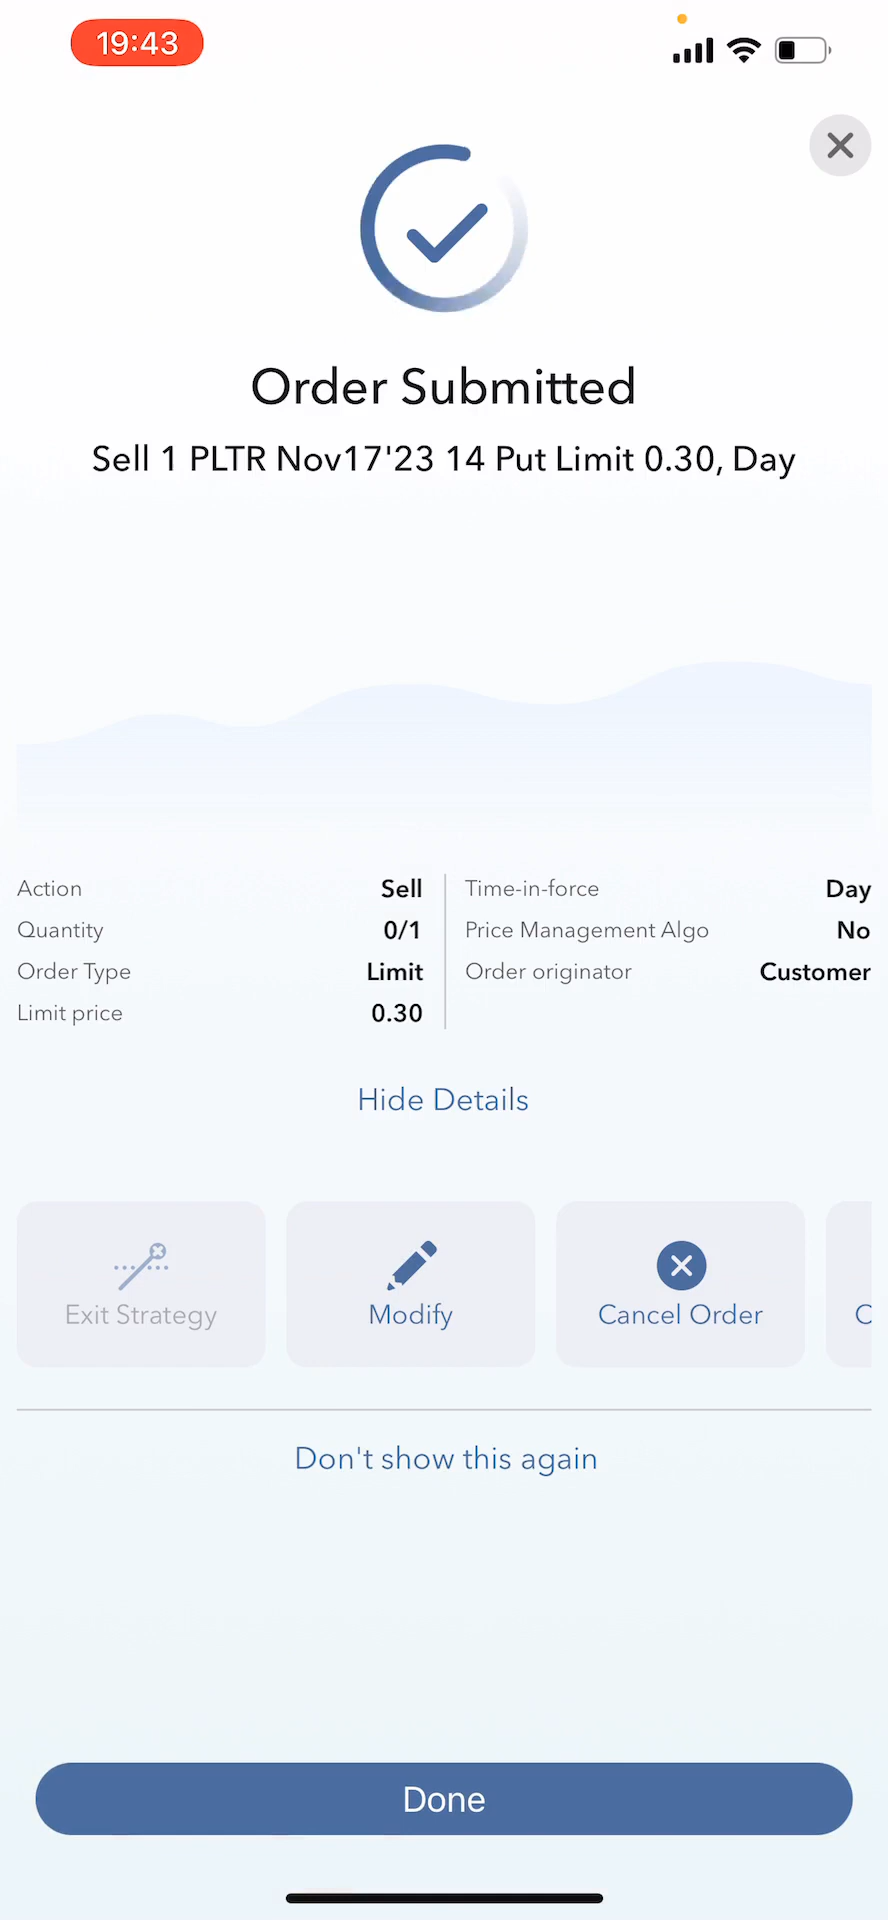 19:43
Order Submitted
Sell 1 PLTR Nov17'23 14 Put Limit 0.30, Day
Action Sell
Quantity 0/1
Order Type Limit
Limit price 0.30
Time-in-force Day
Price Management Algo No
Order originator Customer
Hide Details
Exit Strategy
Modify
Cancel Order
Don't show this again
Done